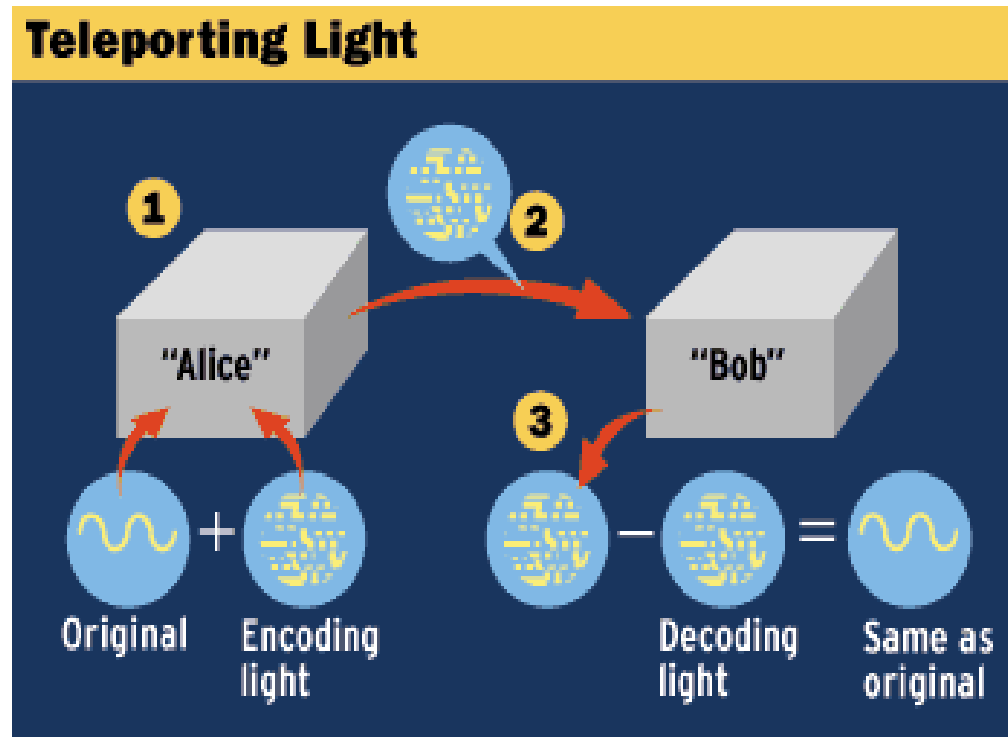 Teleporting Light
1
2
"Alice"
"Bob"
3
+
− =
Original
Encoding
light
Decoding
light
Same as
original